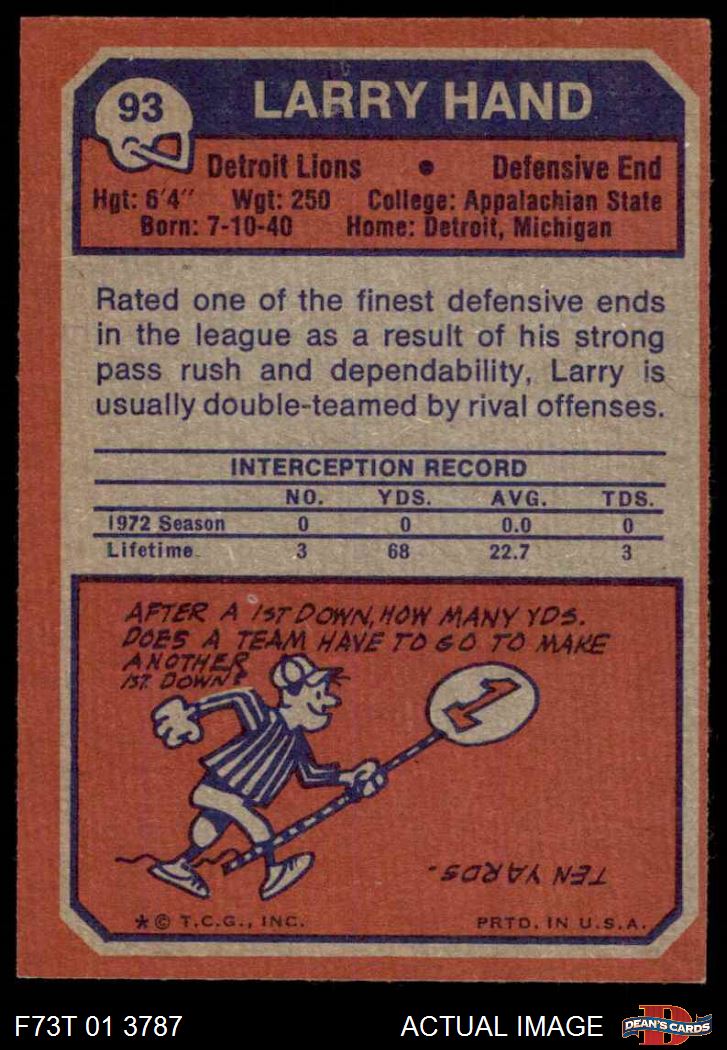 93
LARRY HAND
Detroit Lions • Defensive End
Hgt: 6'4" Wgt: 250 College: Appalachian State
Born: 7-10-40 Home: Detroit, Michigan
Rated one of the finest defensive ends
in the league as a result of his strong
pass rush and dependability, Larry is
usually double-teamed by rival offenses.
INTERCEPTION RECORD
NO. YDS. AVG. TDS.
1972 Season 0 0 0.0 0
Lifetime 3 68 22.7 3
AFTER A 1ST DOWN, HOW MANY YDS.
DOES A TEAM HAVE TO GO TO MAKE
ANOTHER
1ST. DOWN?
1
TEN YARDS.
* © T.C.G., INC. PRTD. IN U.S.A.
F73T 01 3787 ACTUAL IMAGE
D
DEAN'S CARDS